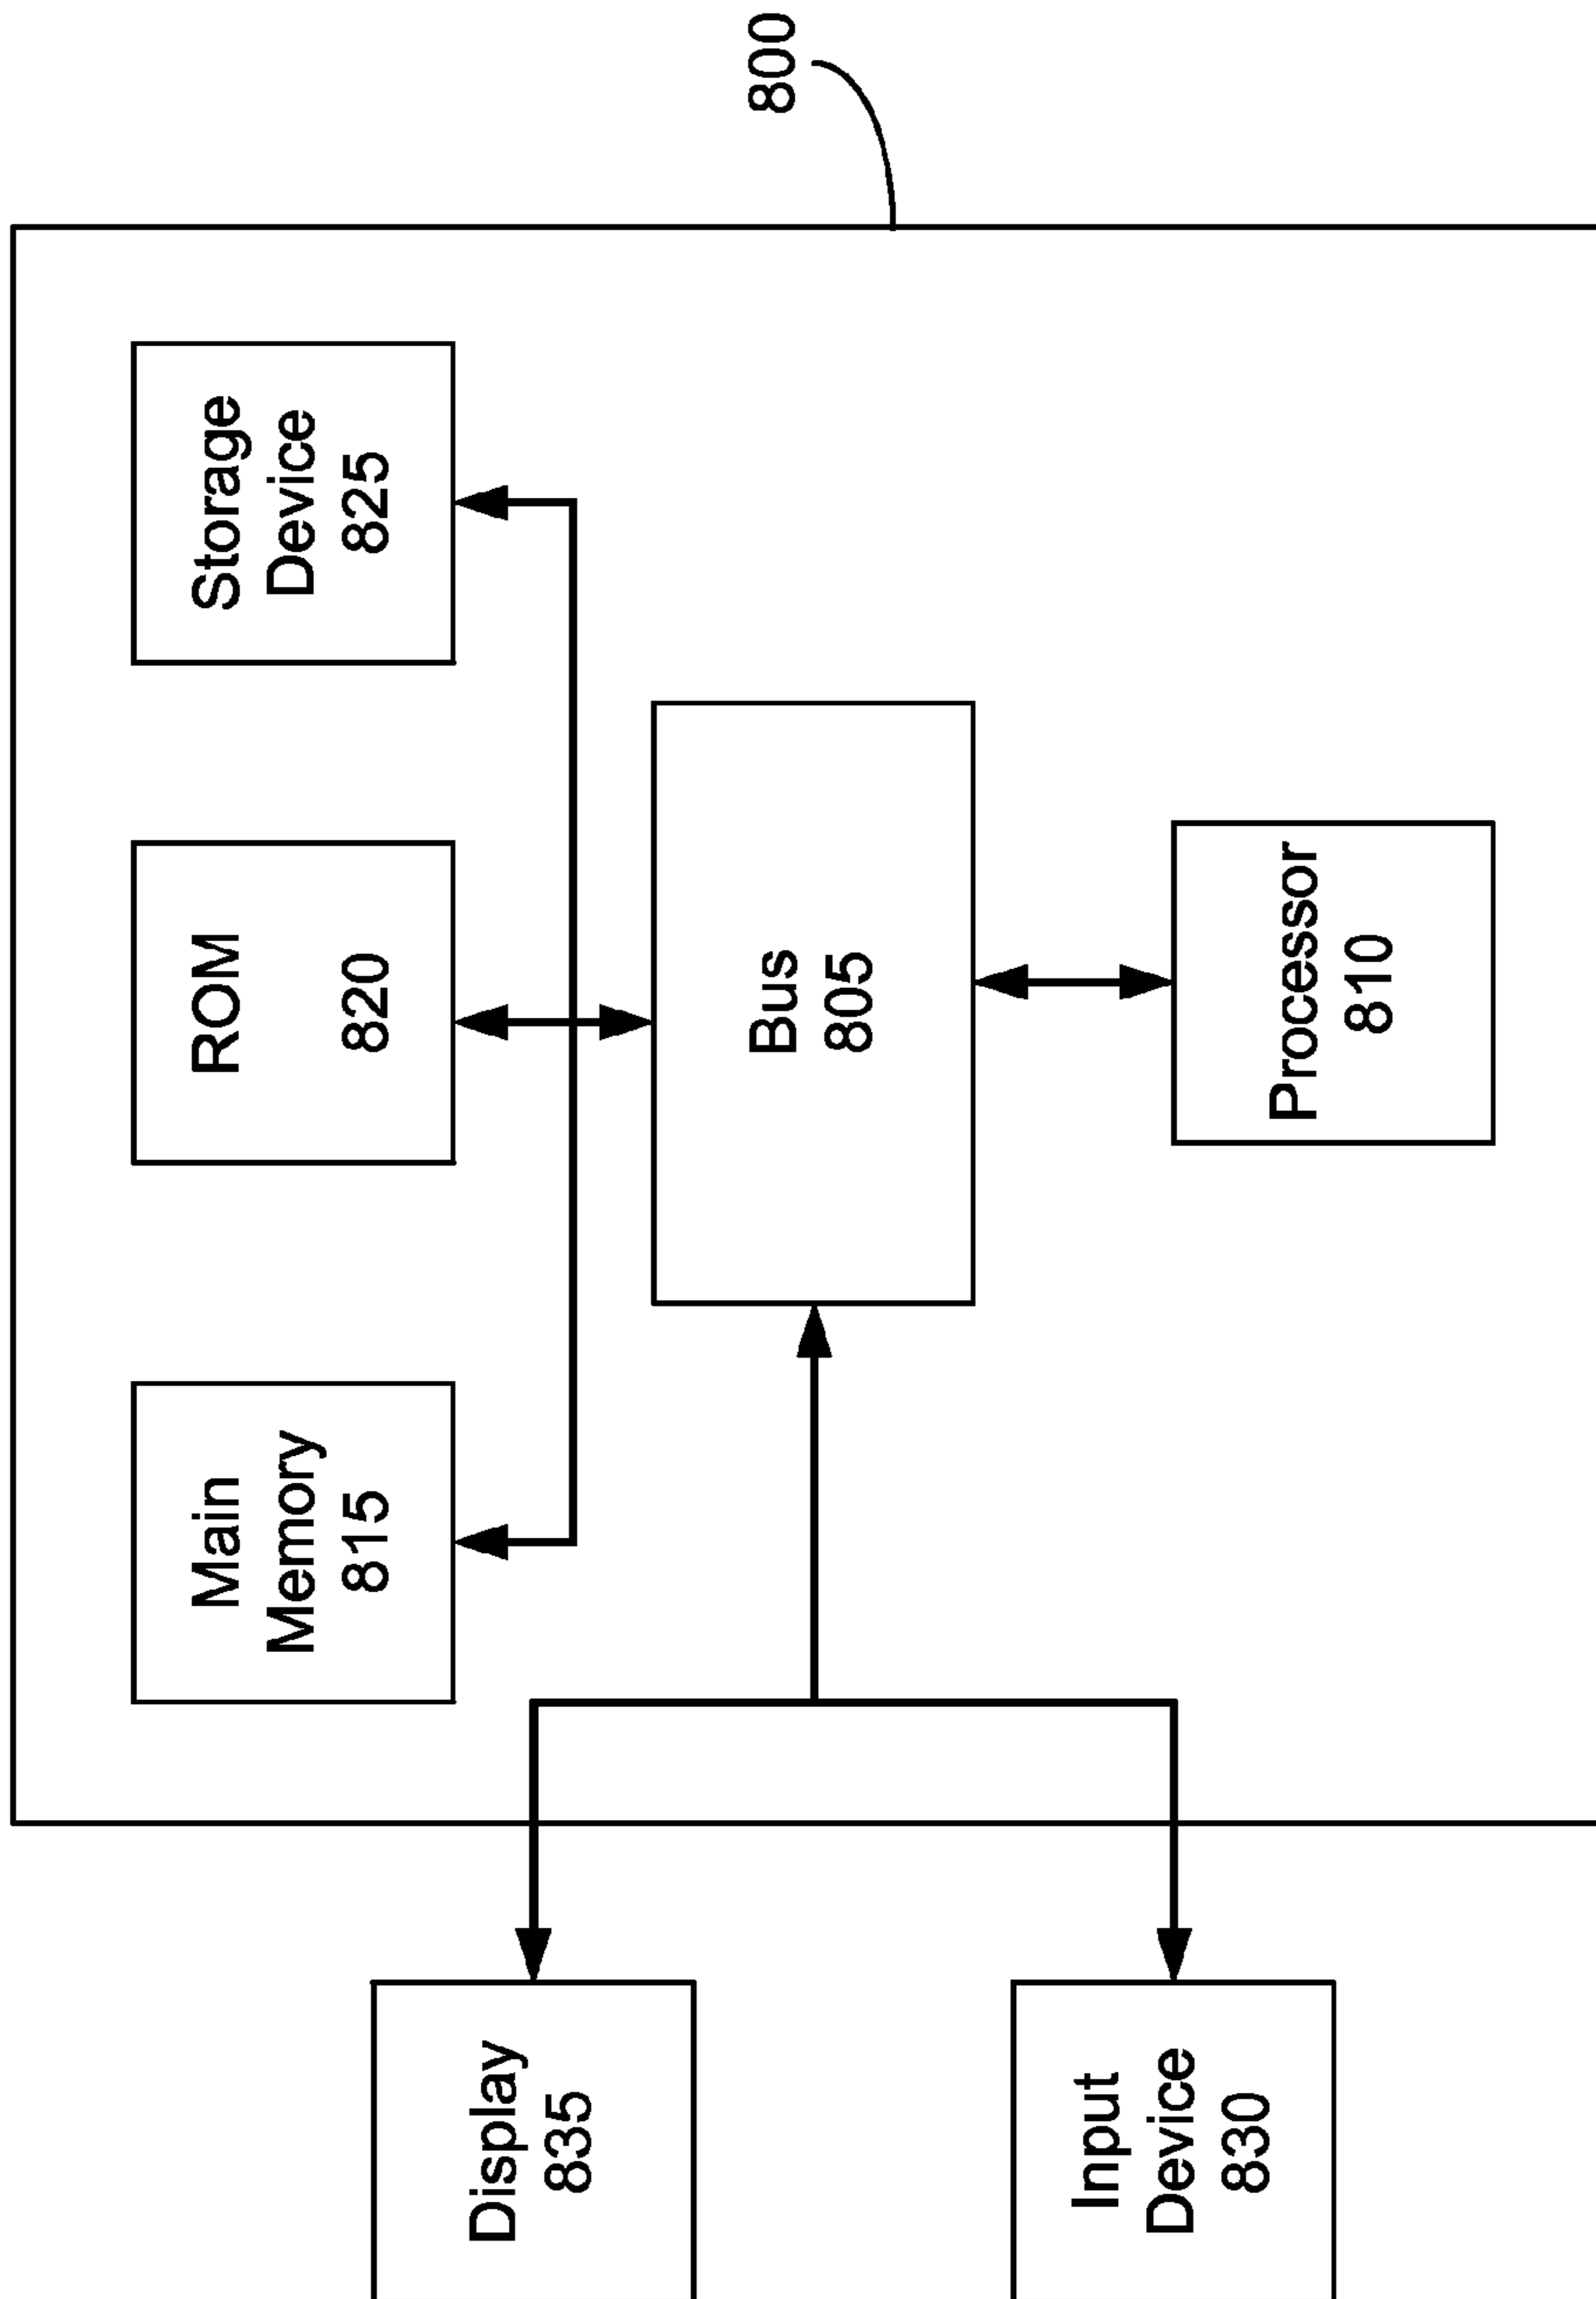 Main
Memory
815
ROM
820
Storage
Device
825
Display
835
Bus
805
800
Input
Device
830
Processor
810